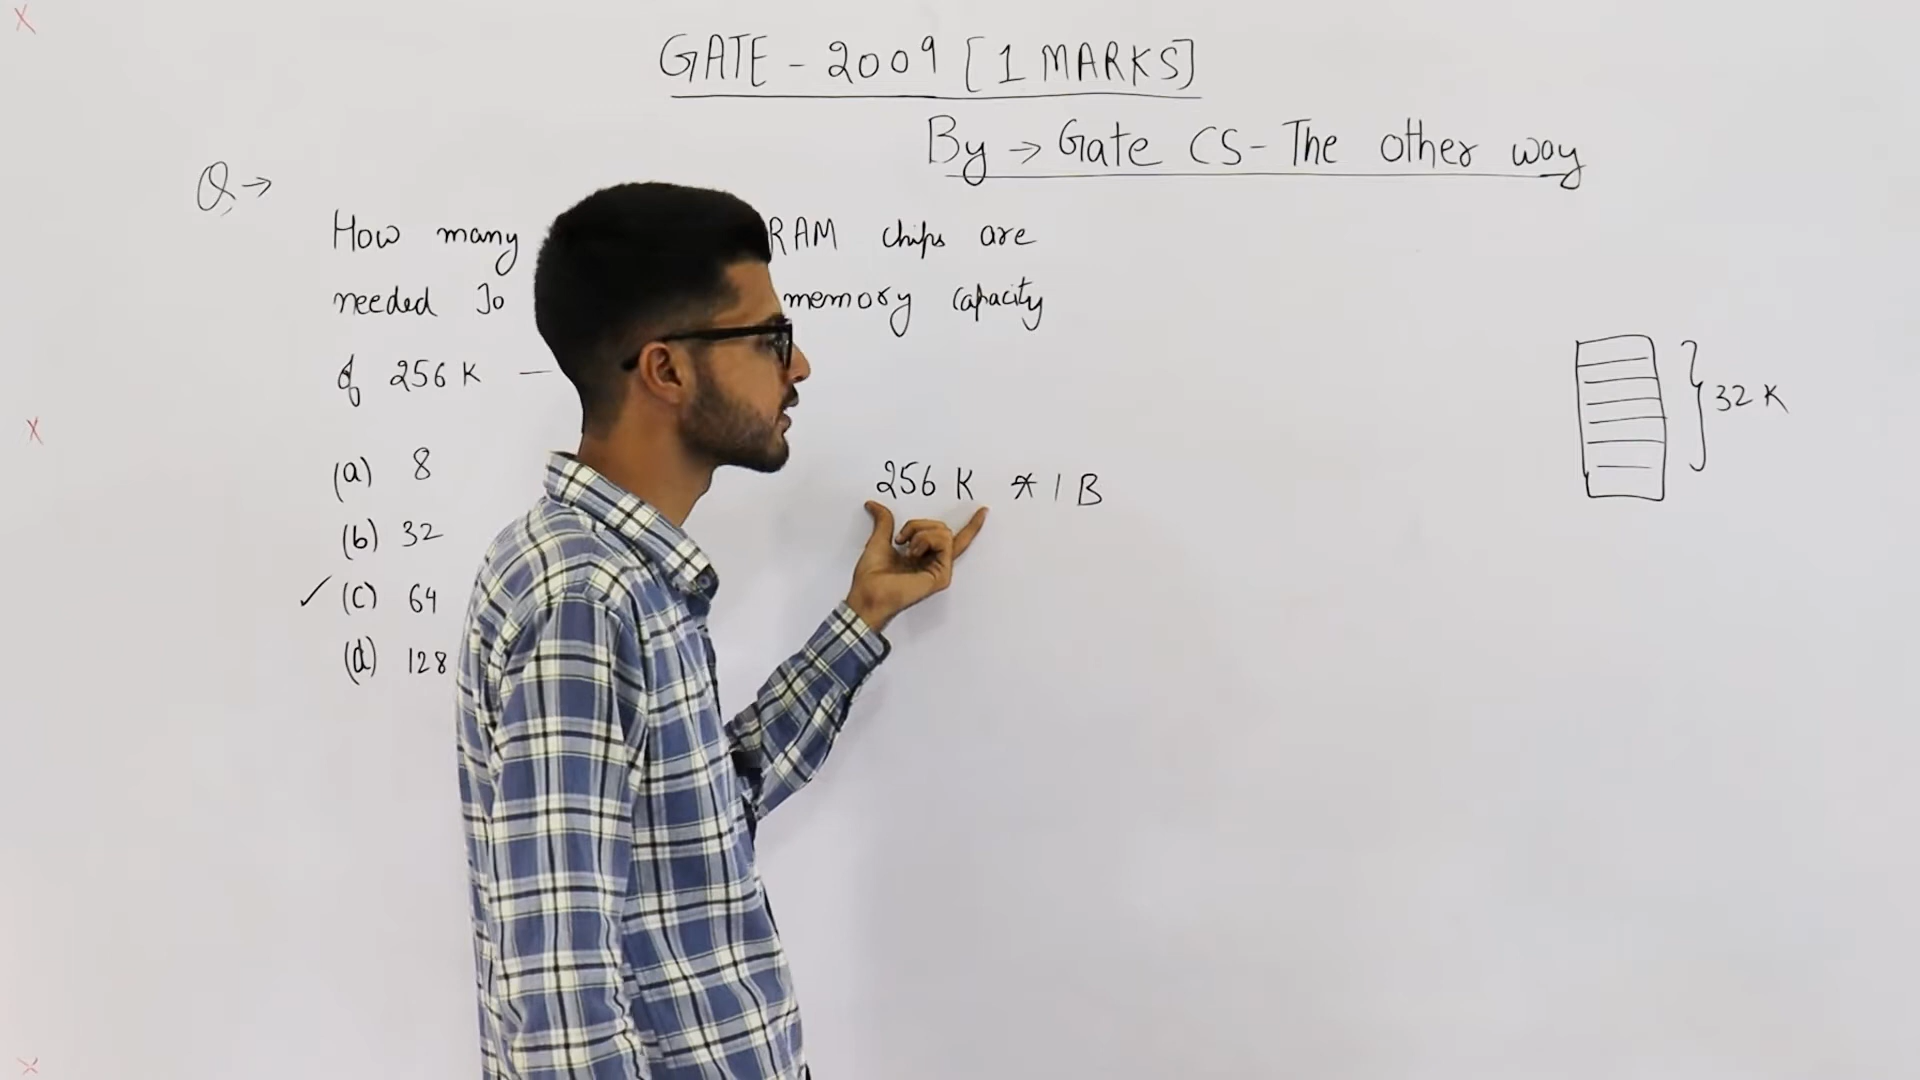 GATE - 2009 [1 MARKS]
By → Gate CS - The other way
Q →
How many RAM chips are
needed To memory capacity
of 256 K —
(a) 8
(b) 32
✓ (c) 64
(d) 128
256 K * 1 B
32 K